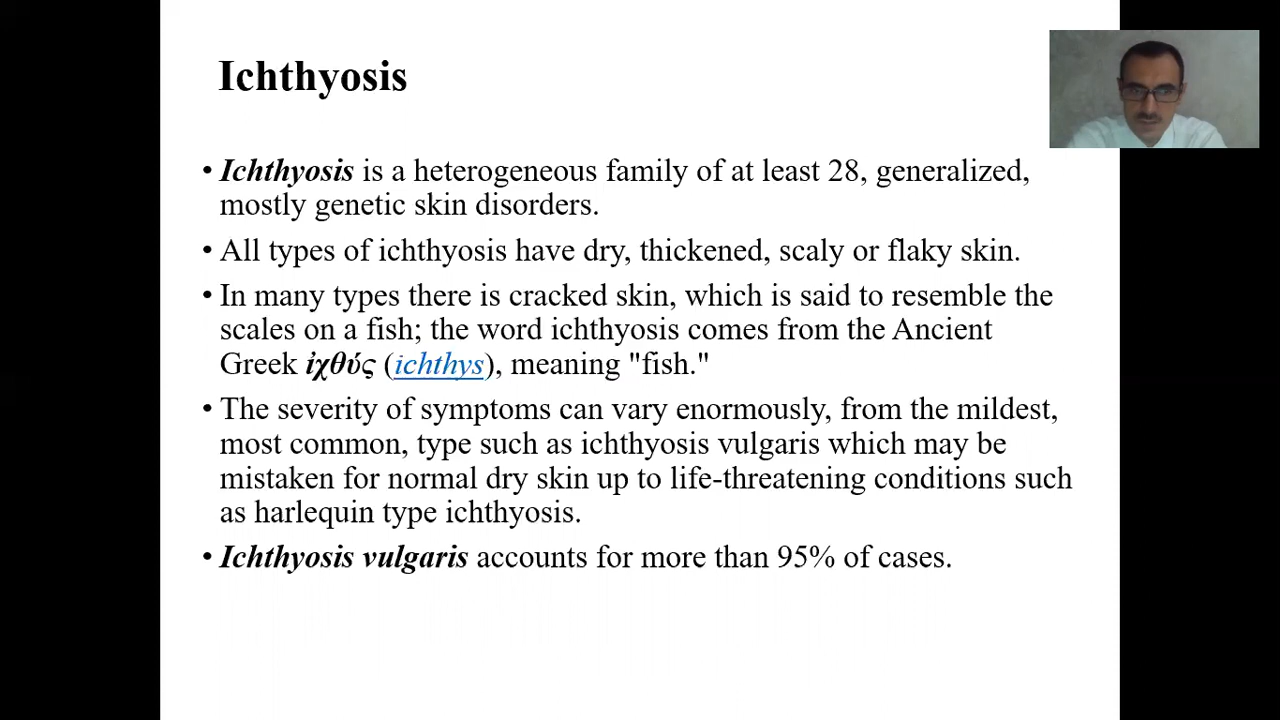 Ichthyosis
• Ichthyosis is a heterogeneous family of at least 28, generalized,
mostly genetic skin disorders.
• All types of ichthyosis have dry, thickened, scaly or flaky skin.
• In many types there is cracked skin, which is said to resemble the
scales on a fish; the word ichthyosis comes from the Ancient
Greek ἰχθύς (ichthys), meaning "fish."
• The severity of symptoms can vary enormously, from the mildest,
most common, type such as ichthyosis vulgaris which may be
mistaken for normal dry skin up to life-threatening conditions such
as harlequin type ichthyosis.
• Ichthyosis vulgaris accounts for more than 95% of cases.